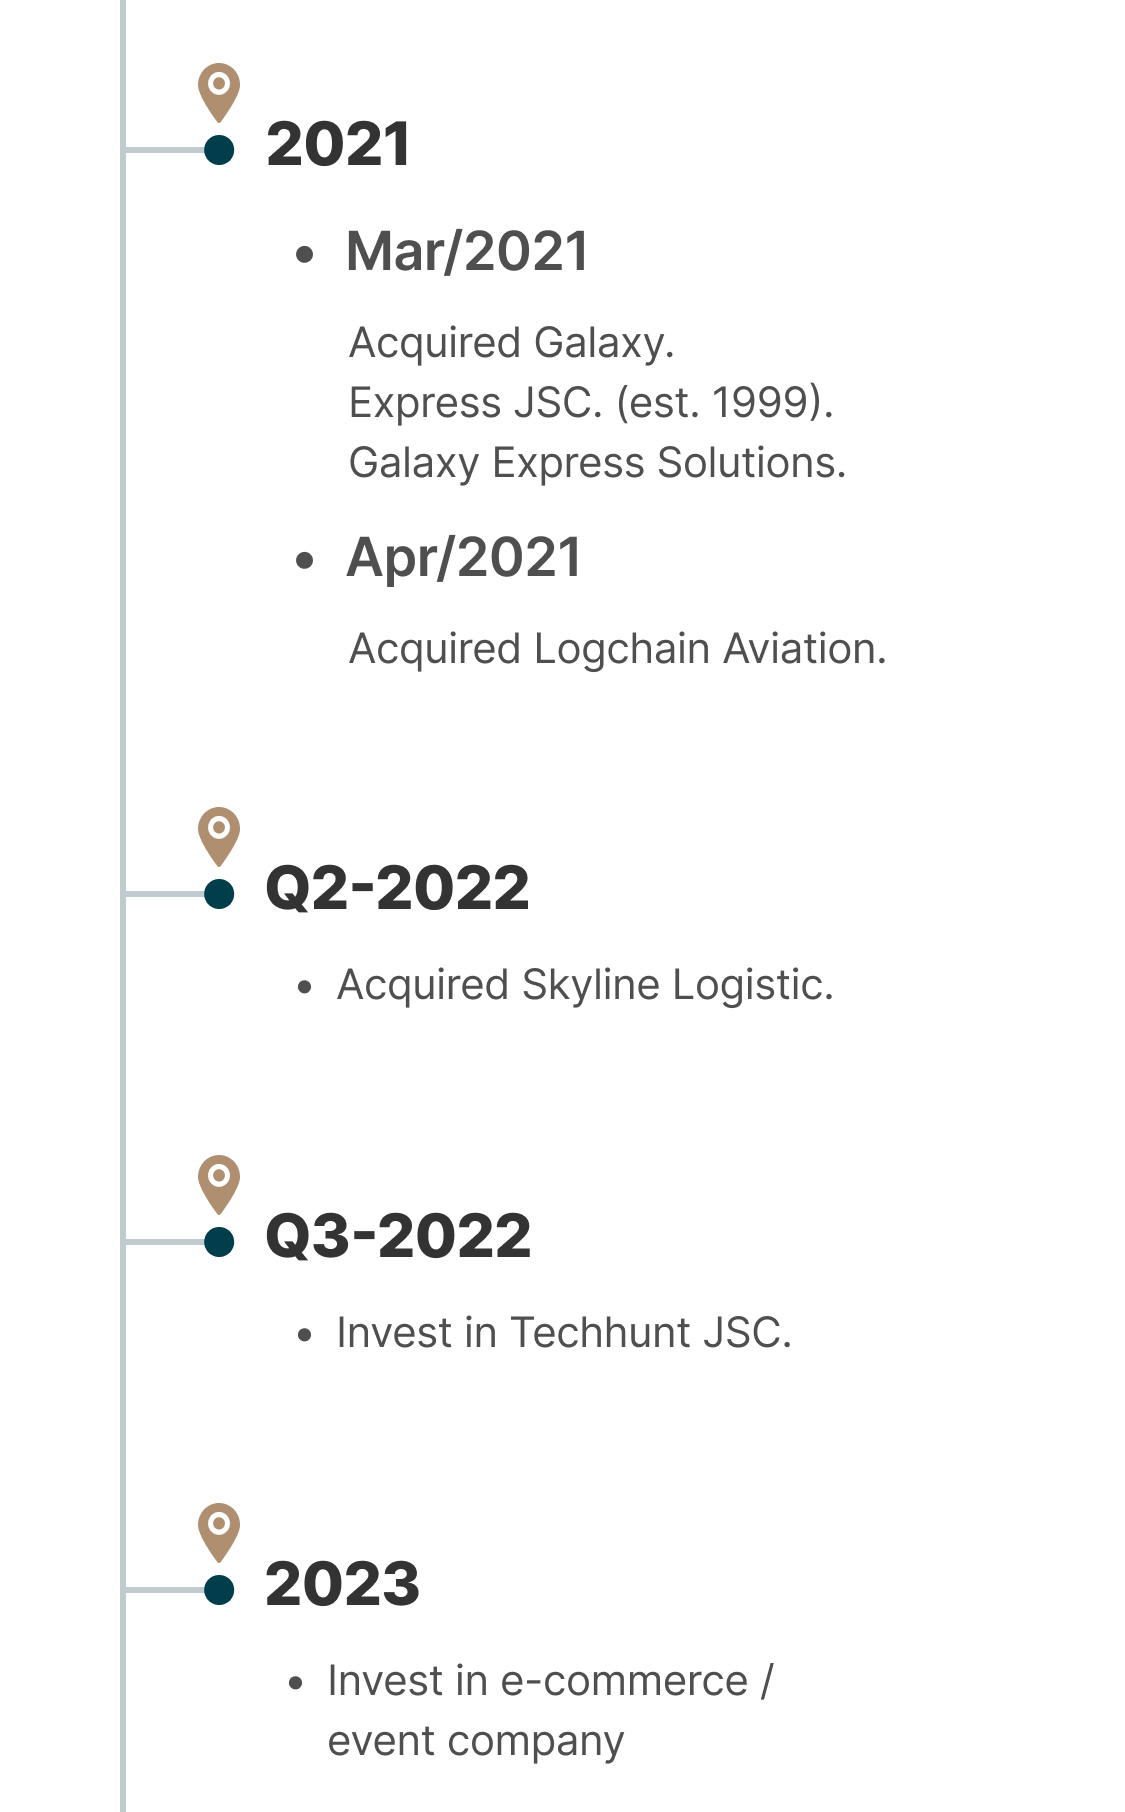 2021
• Mar/2021
Acquired Galaxy.
Express JSC. (est. 1999).
Galaxy Express Solutions.
• Apr/2021
Acquired Logchain Aviation.
Q2-2022
• Acquired Skyline Logistic.
Q3-2022
• Invest in Techhunt JSC.
2023
• Invest in e-commerce /
event company